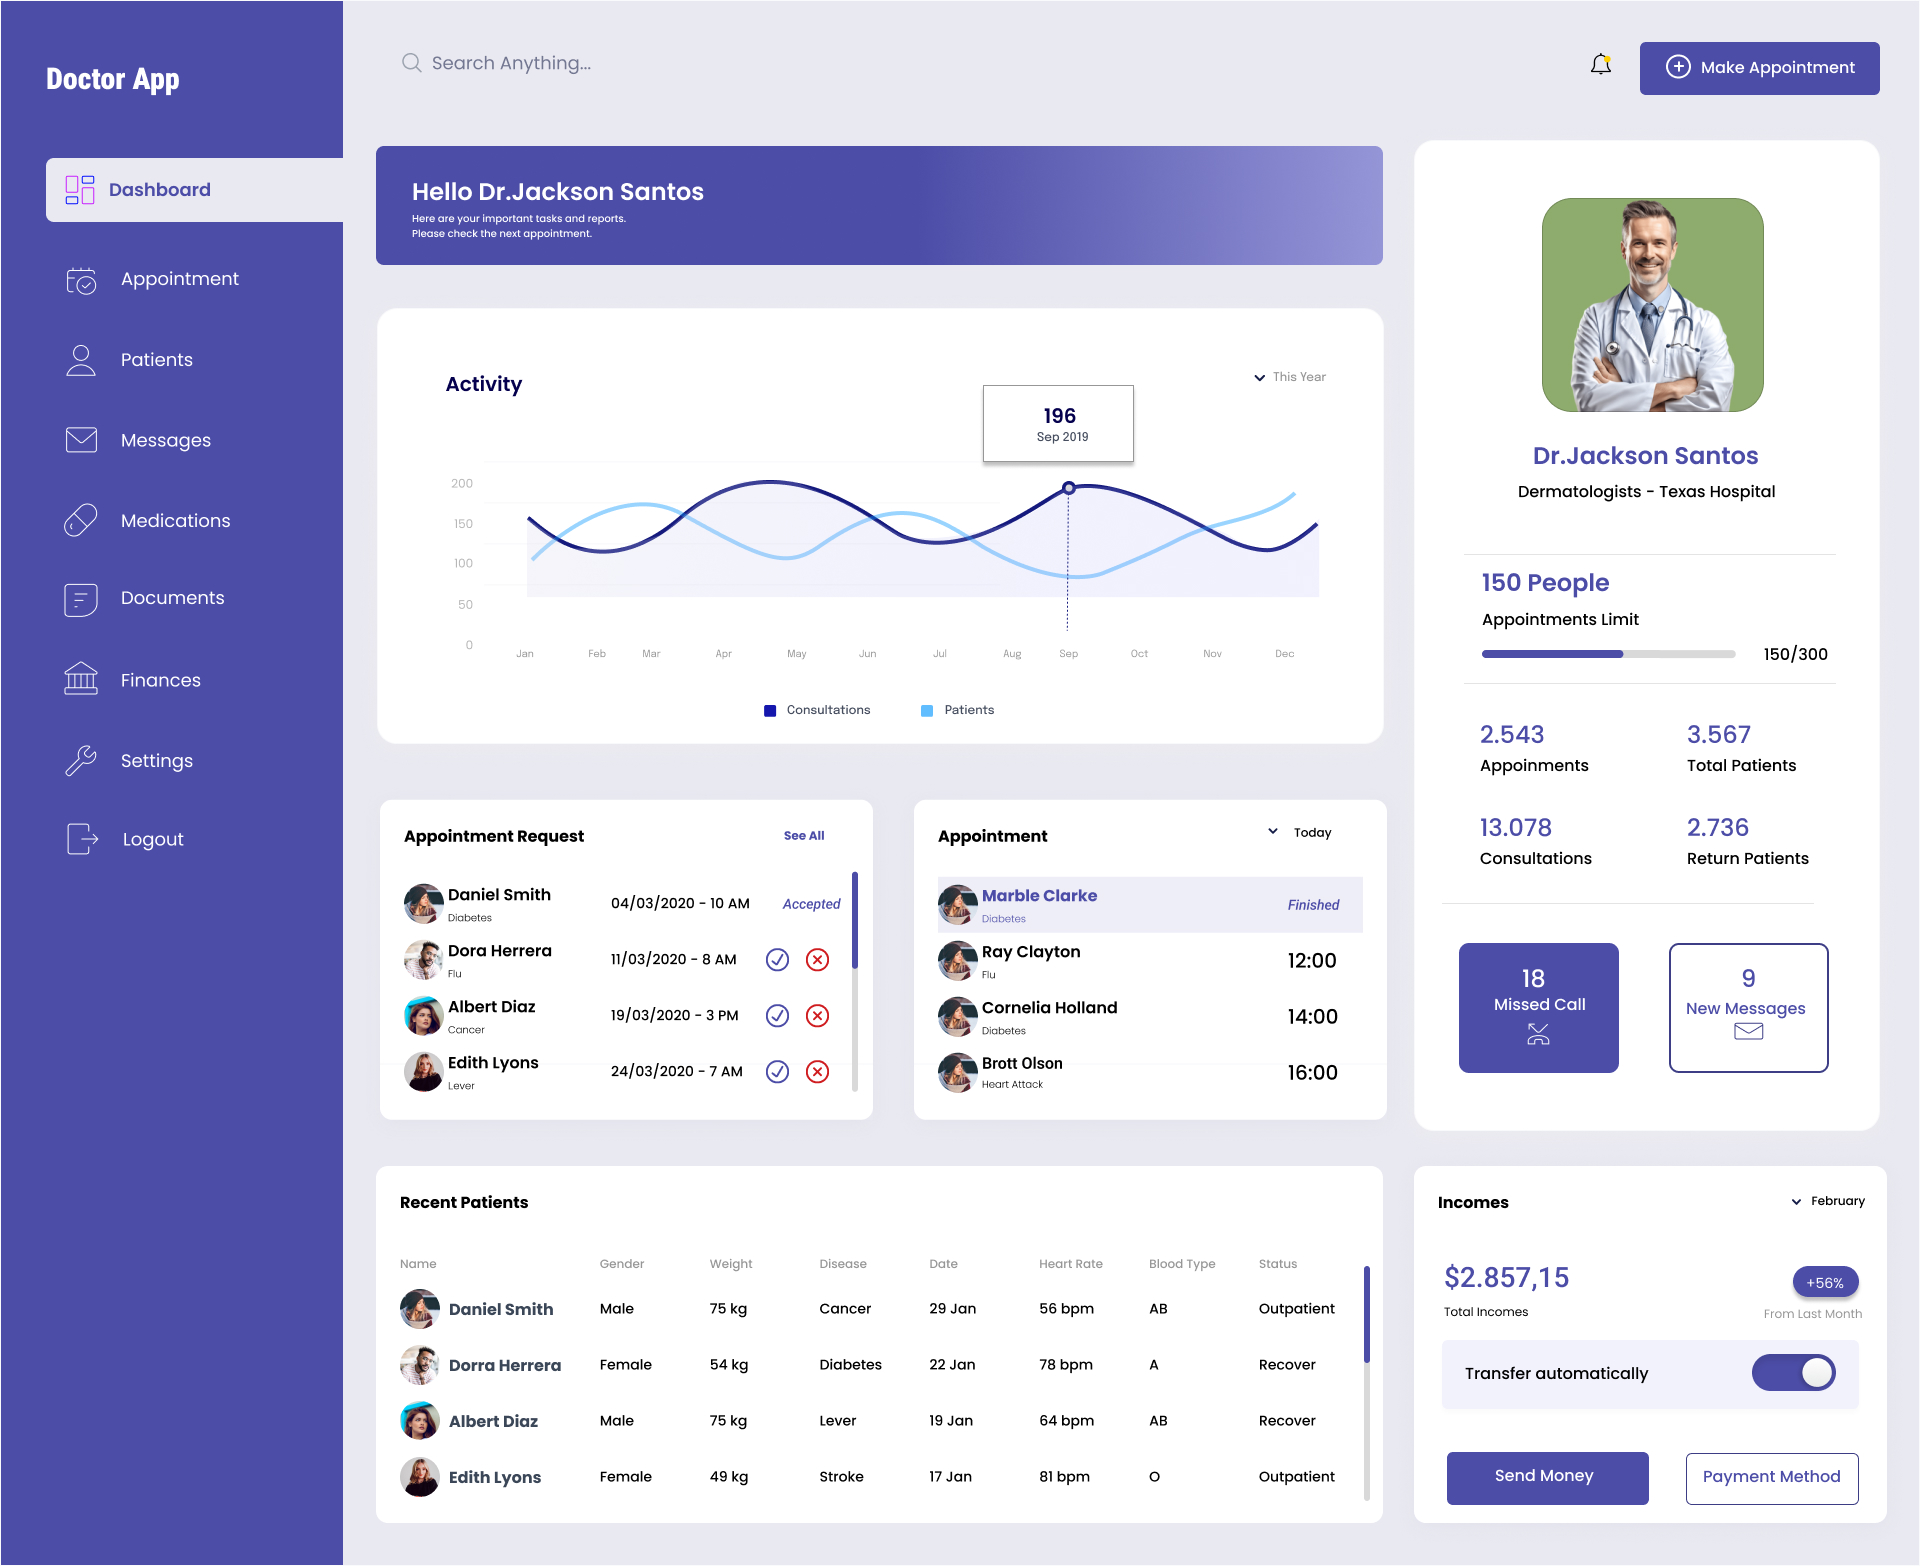 Doctor App
Dashboard
Appointment
Patients
Messages
Medications
Documents
Finances
Settings
Logout
Search Anything...
Make Appointment
Hello Dr.Jackson Santos
Here are your important tasks and reports.
Please check the next appointment.
Activity
This Year
196
Sep 2019
200
150
100
50
0
Jan Feb Mar Apr May Jun Jul Aug Sep Oct Nov Dec
Consultations Patients
Appointment Request See All
Daniel Smith
Diabetes
04/03/2020 - 10 AM Accepted
Dora Herrera
Flu
11/03/2020 - 8 AM
Albert Diaz
Cancer
19/03/2020 - 3 PM
Edith Lyons
Lever
24/03/2020 - 7 AM
Appointment Today
Marble Clarke
Diabetes
Finished
Ray Clayton
Flu
12:00
Cornelia Holland
Diabetes
14:00
Brott Olson
Heart Attack
16:00
Dr.Jackson Santos
Dermatologists - Texas Hospital
150 People
Appointments Limit
150/300
2.543
Appoinments
3.567
Total Patients
13.078
Consultations
2.736
Return Patients
18
Missed Call
9
New Messages
Recent Patients
Name Gender Weight Disease Date Heart Rate Blood Type Status
Daniel Smith Male 75 kg Cancer 29 Jan 56 bpm AB Outpatient
Dorra Herrera Female 54 kg Diabetes 22 Jan 78 bpm A Recover
Albert Diaz Male 75 kg Lever 19 Jan 64 bpm AB Recover
Edith Lyons Female 49 kg Stroke 17 Jan 81 bpm O Outpatient
Incomes February
$2.857,15
Total Incomes
+56%
From Last Month
Transfer automatically
Send Money
Payment Method